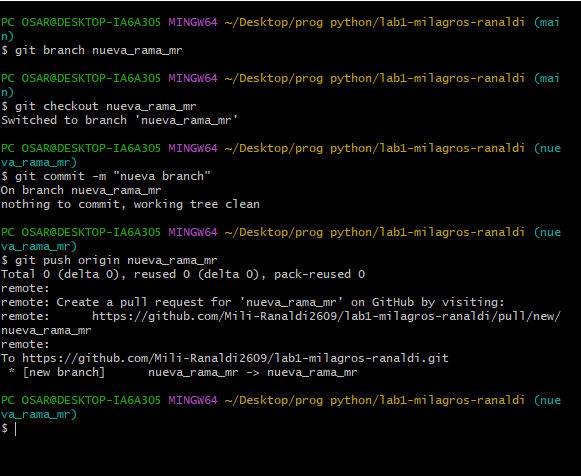 PC OSAR@DESKTOP-IA6A3O5 MINGW64 ~/Desktop/prog python/lab1-milagros-ranaldi (mai
n)
$ git branch nueva_rama_mr
PC OSAR@DESKTOP-IA6A3O5 MINGW64 ~/Desktop/prog python/lab1-milagros-ranaldi (mai
n)
$ git checkout nueva_rama_mr
Switched to branch 'nueva_rama_mr'
PC OSAR@DESKTOP-IA6A3O5 MINGW64 ~/Desktop/prog python/lab1-milagros-ranaldi (nue
va_rama_mr)
$ git commit -m "nueva branch"
On branch nueva_rama_mr
nothing to commit, working tree clean
PC OSAR@DESKTOP-IA6A3O5 MINGW64 ~/Desktop/prog python/lab1-milagros-ranaldi (nue
va_rama_mr)
$ git push origin nueva_rama_mr
Total 0 (delta 0), reused 0 (delta 0), pack-reused 0
remote:
remote: Create a pull request for 'nueva_rama_mr' on GitHub by visiting:
remote:      https://github.com/Mili-Ranaldi2609/lab1-milagros-ranaldi/pull/new/
nueva_rama_mr
remote:
To https://github.com/Mili-Ranaldi2609/lab1-milagros-ranaldi.git
 * [new branch]      nueva_rama_mr -> nueva_rama_mr
PC OSAR@DESKTOP-IA6A3O5 MINGW64 ~/Desktop/prog python/lab1-milagros-ranaldi (nue
va_rama_mr)
$